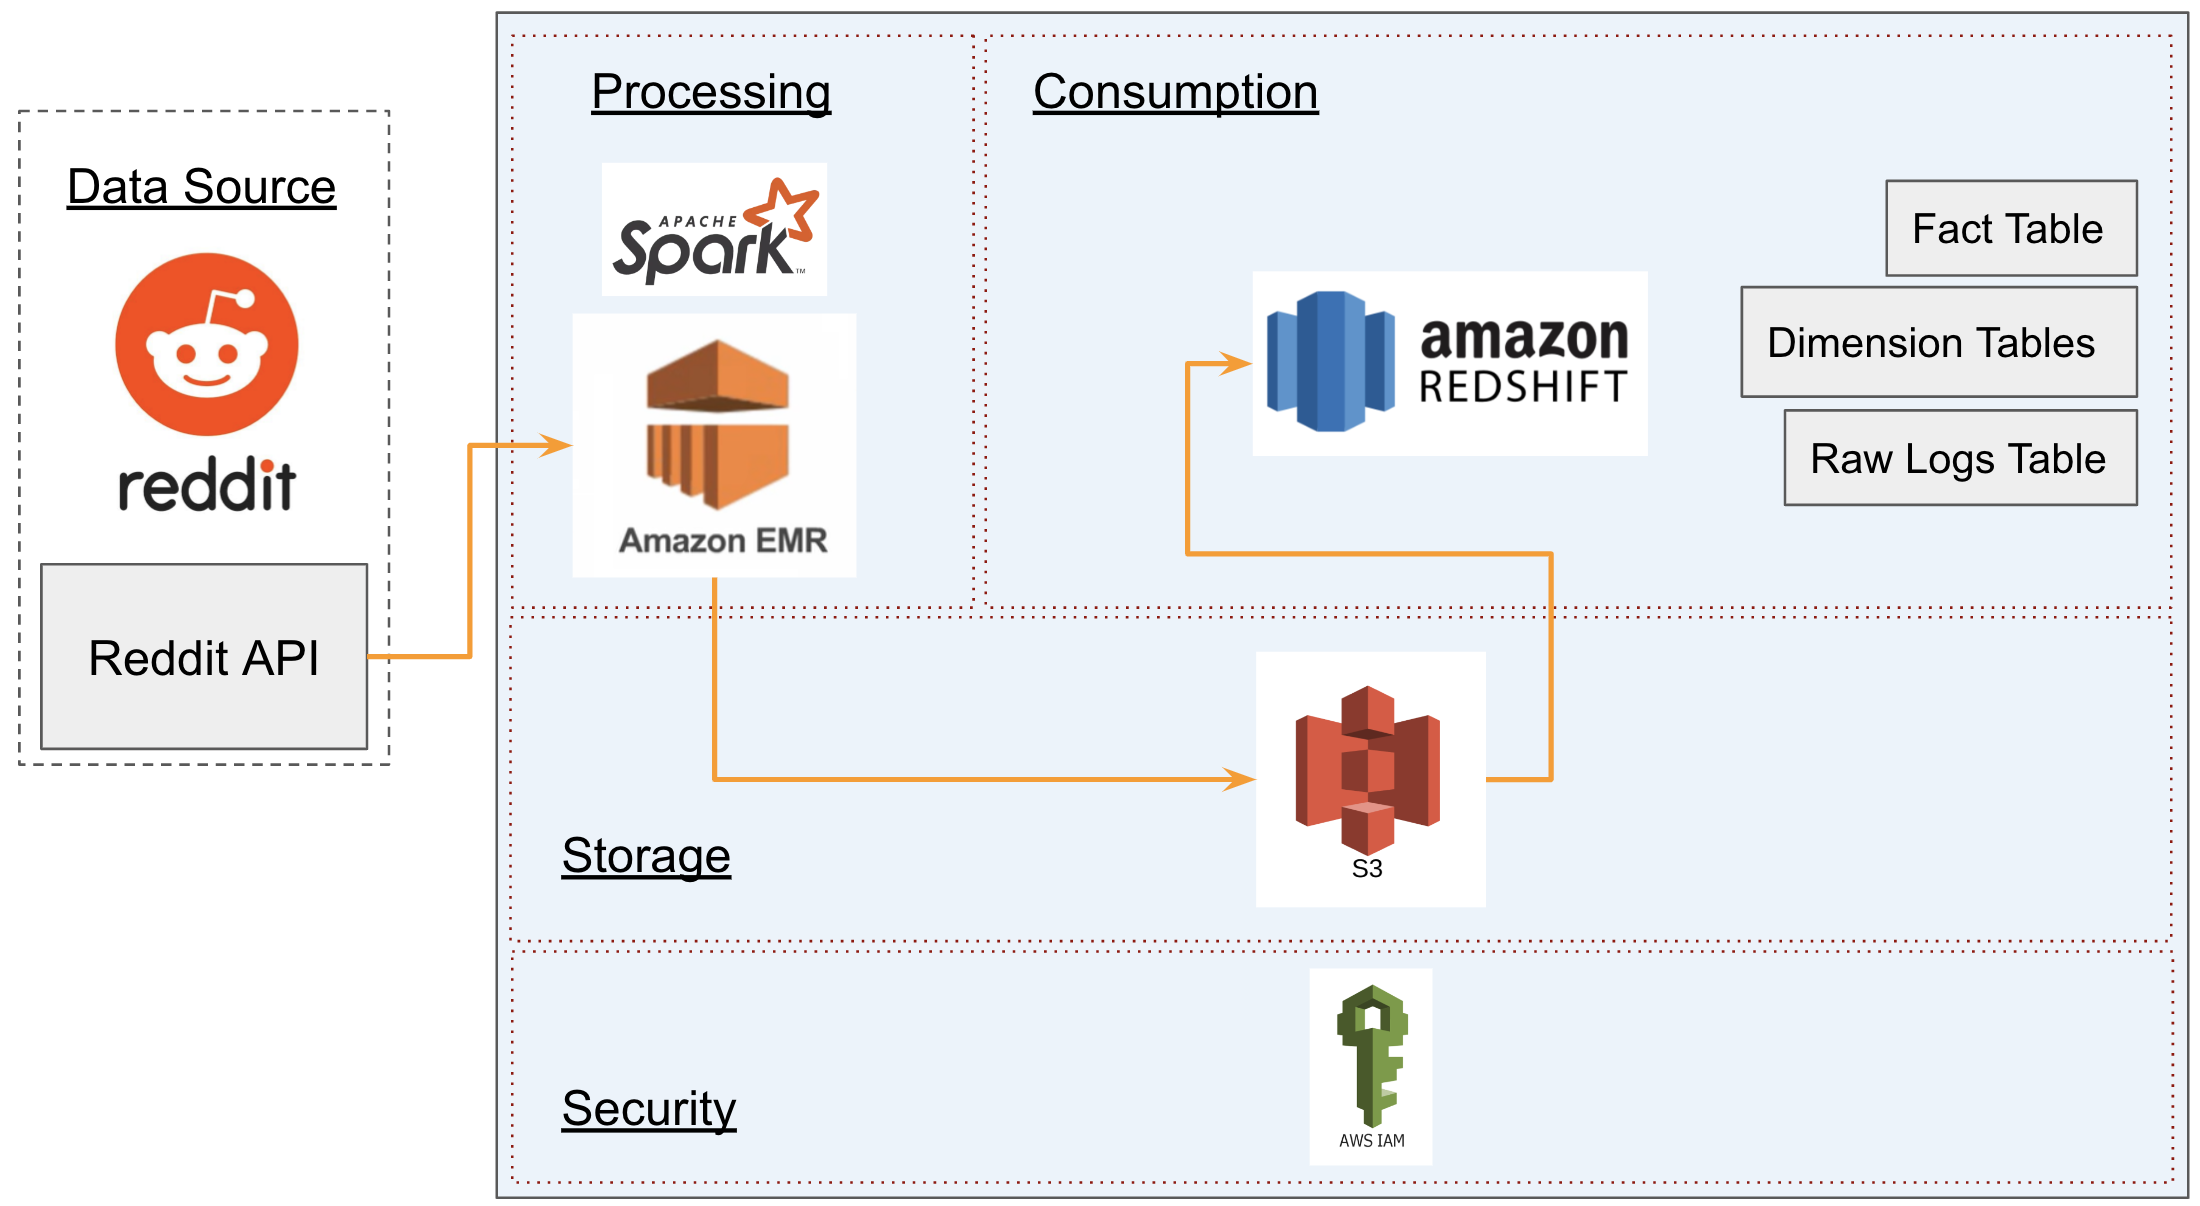 Data Source
reddit
Reddit API
Processing
APACHE
Spark™
Amazon EMR
Consumption
amazon
REDSHIFT
Fact Table
Dimension Tables
Raw Logs Table
Storage
S3
Security
AWS IAM